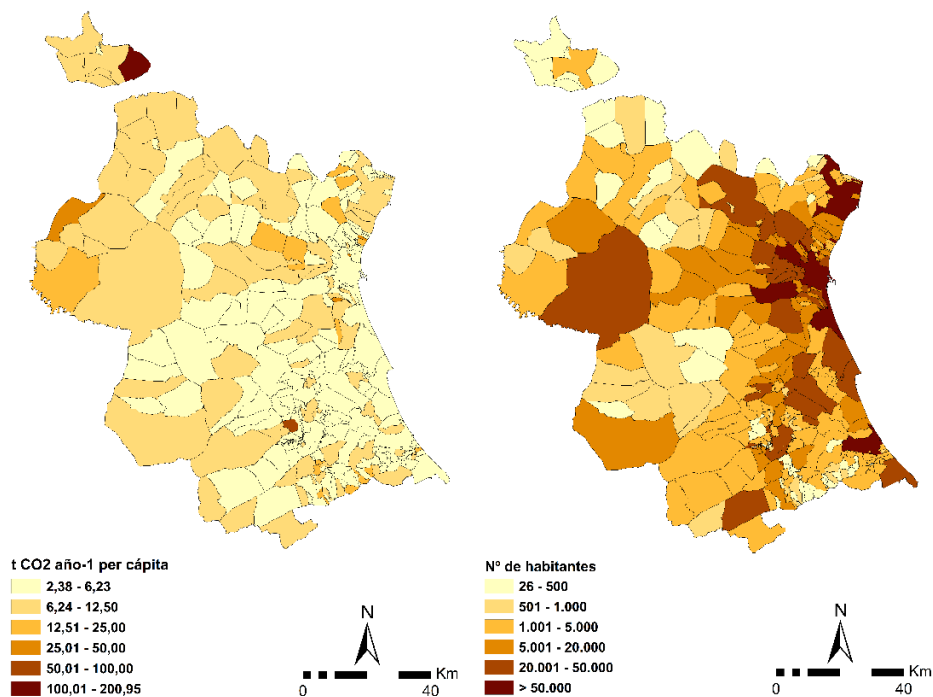 t CO2 año-1 per cápita
2,38 - 6,23
6,24 - 12,50
12,51 - 25,00
25,01 - 50,00
50,01 - 100,00
100,01 - 200,95
N
Km
0 40
Nº de habitantes
26 - 500
501 - 1.000
1.001 - 5.000
5.001 - 20.000
20.001 - 50.000
> 50.000
N
Km
0 40